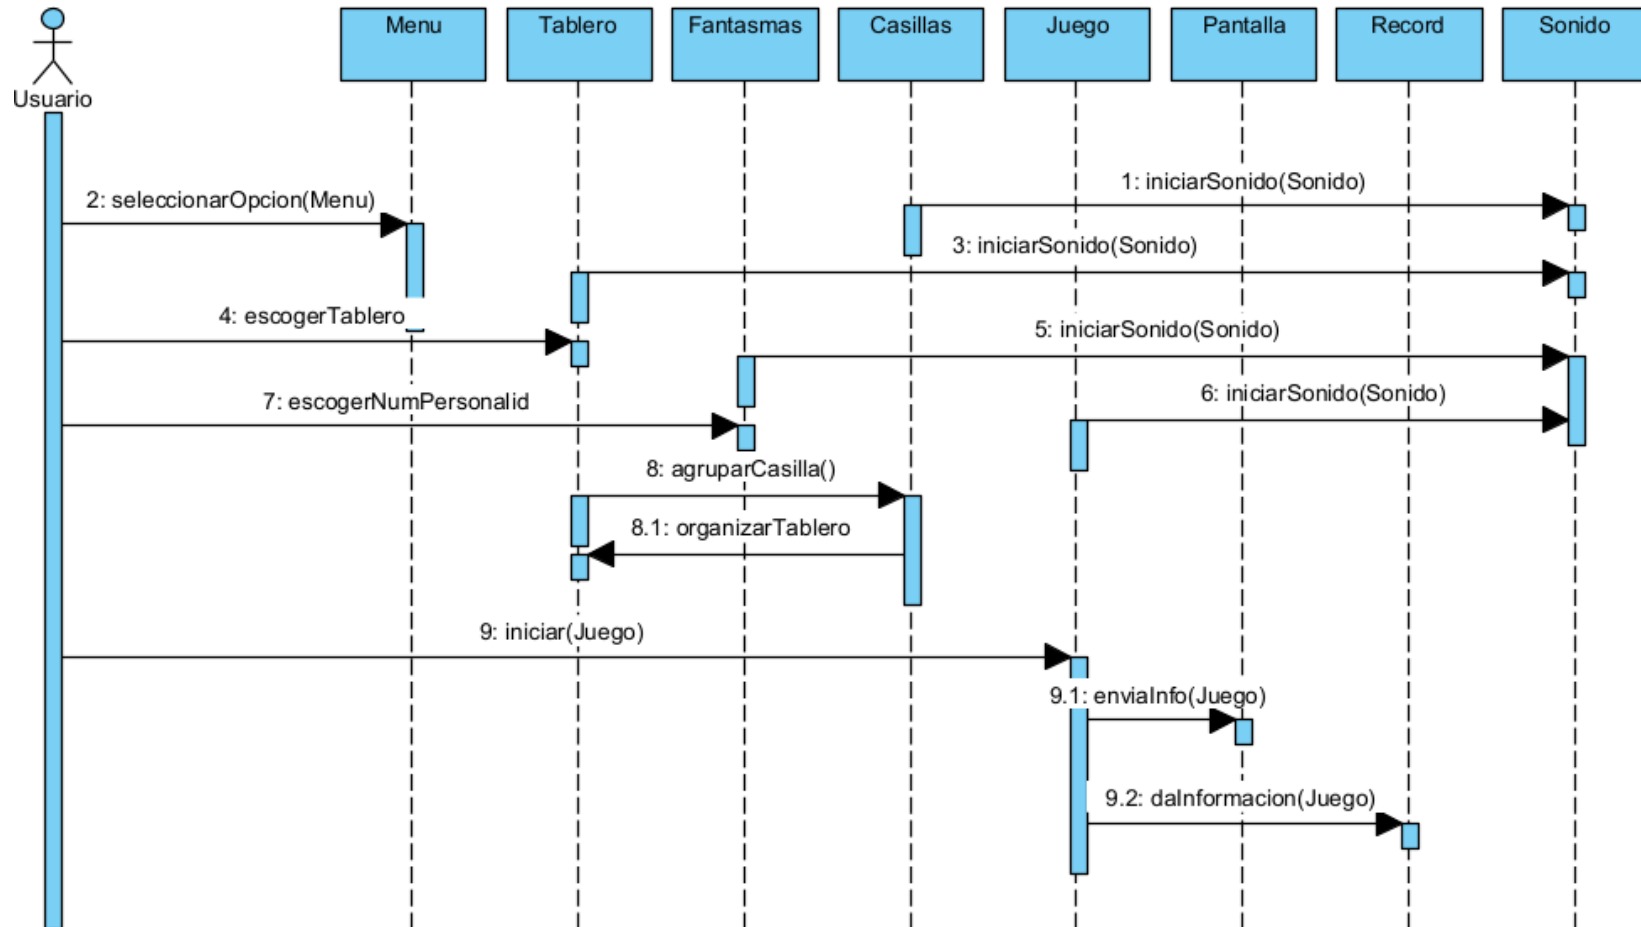 Menu
Tablero
Fantasmas
Casillas
Juego
Pantalla
Record
Sonido
Usuario
1: iniciarSonido(Sonido)
2: seleccionarOpcion(Menu)
3: iniciarSonido(Sonido)
4: escogerTablero
5: iniciarSonido(Sonido)
6: iniciarSonido(Sonido)
7: escogerNumPersonalid
8: agruparCasilla()
8.1: organizarTablero
9: iniciar(Juego)
9.1: enviaInfo(Juego)
9.2: daInformacion(Juego)